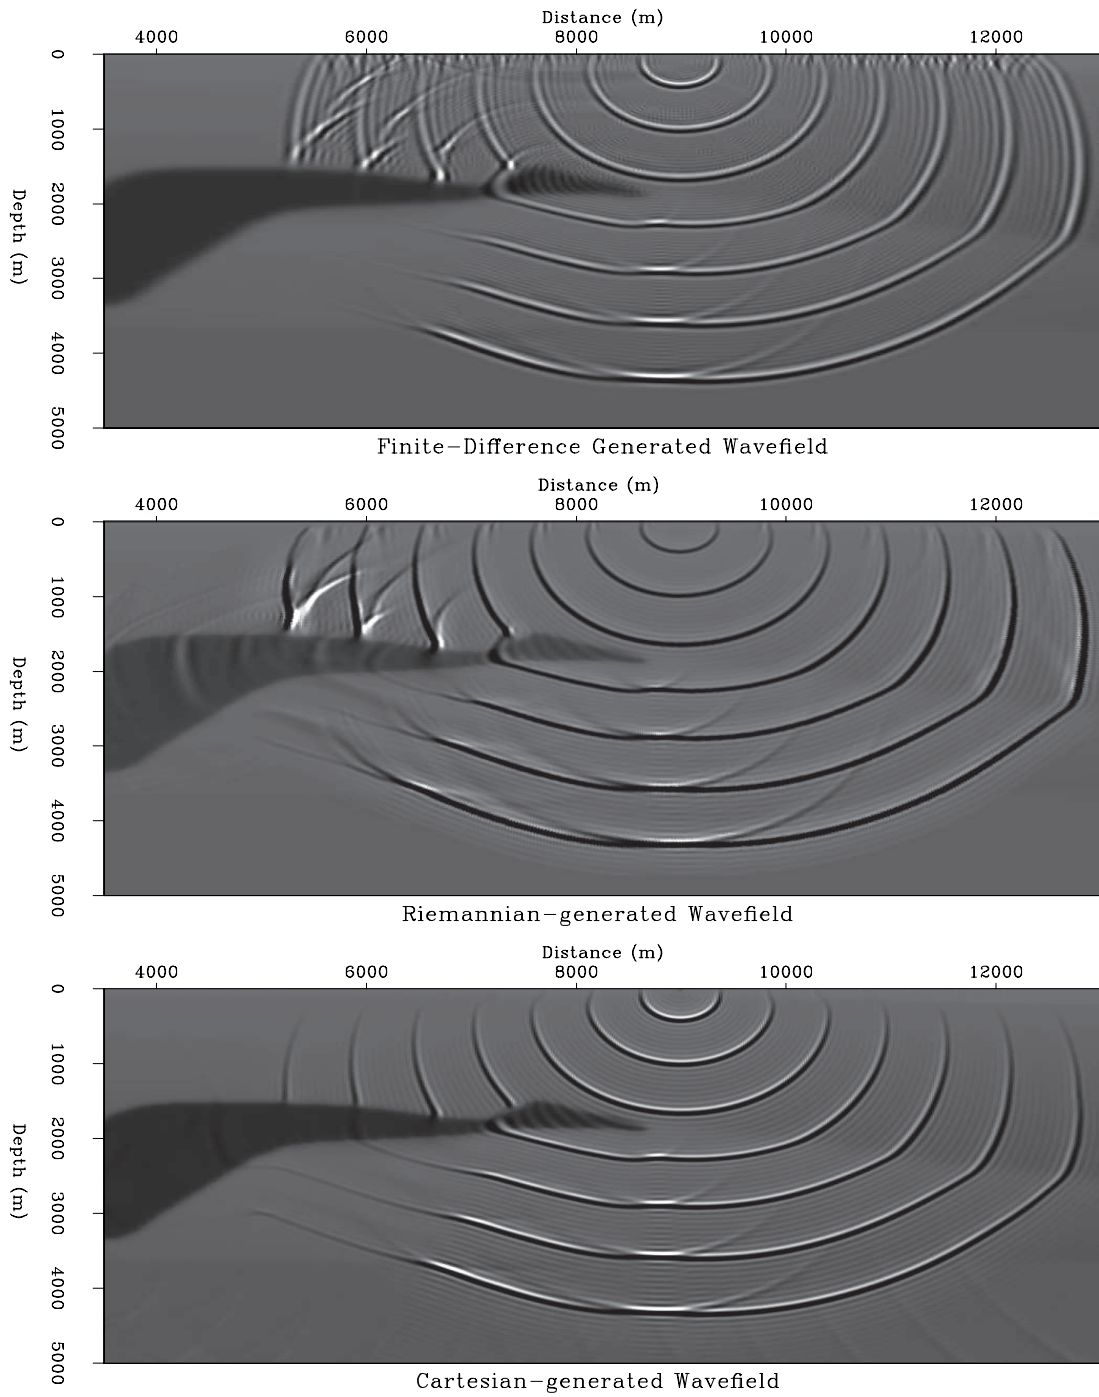 Distance (m)
4000 6000 8000 10000 12000
0
1000
2000
3000
4000
5000
Depth (m)
Finite-Difference Generated Wavefield
Distance (m)
4000 6000 8000 10000 12000
0
1000
2000
3000
4000
5000
Depth (m)
Riemannian-generated Wavefield
Distance (m)
4000 6000 8000 10000 12000
0
1000
2000
3000
4000
5000
Depth (m)
Cartesian-generated Wavefield